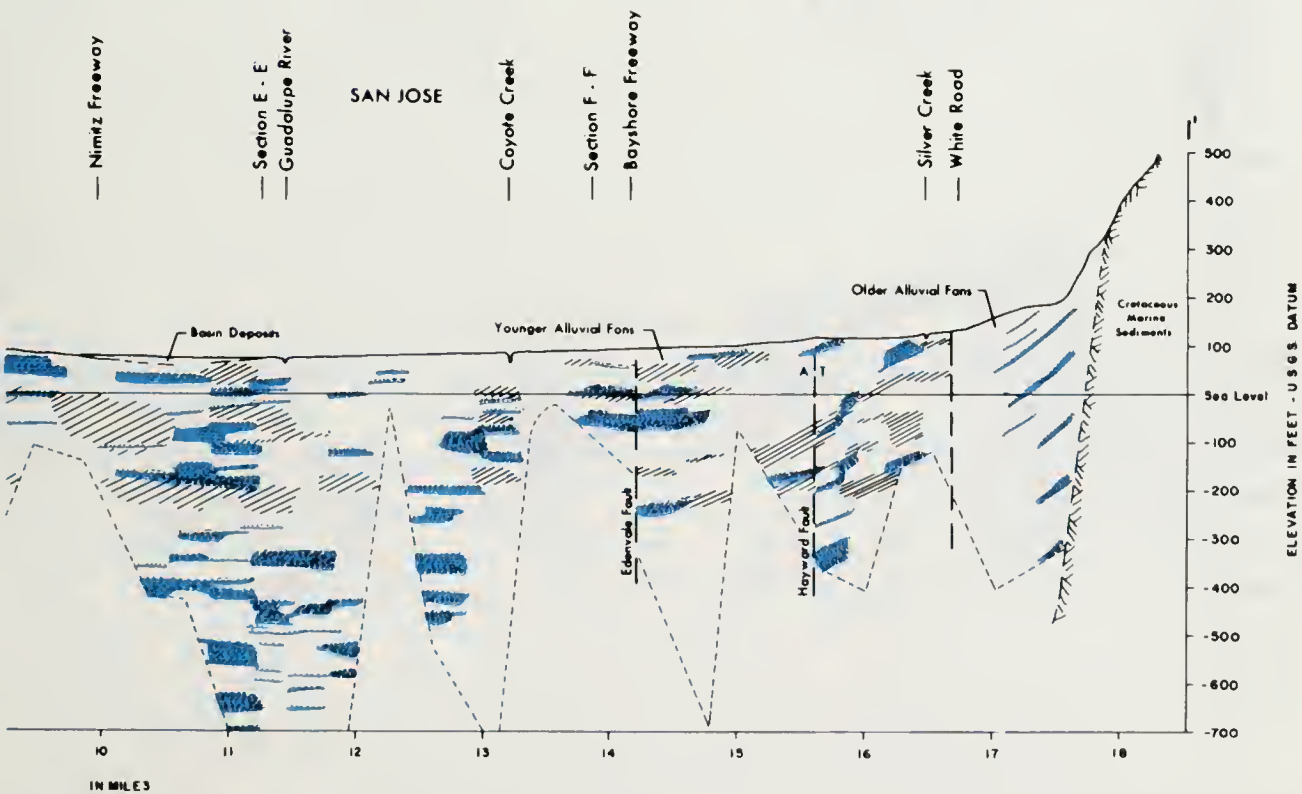 Nimitz Freeway
Section E - E'
Guadalupe River
SAN JOSE
Coyote Creek
Section F - F'
Bayshore Freeway
Silver Creek
White Road
I'
500
400
300
200
100
Sea Level
-100
-200
-300
-400
-500
-600
-700
ELEVATION IN FEET - U.S.G.S. DATUM
Older Alluvial Fans
Basin Deposits
Younger Alluvial Fans
Cretaceous
Marine
Sediments
A T
Edenvale Fault
Hayward Fault
10
11
12
13
14
15
16
17
18
IN MILES